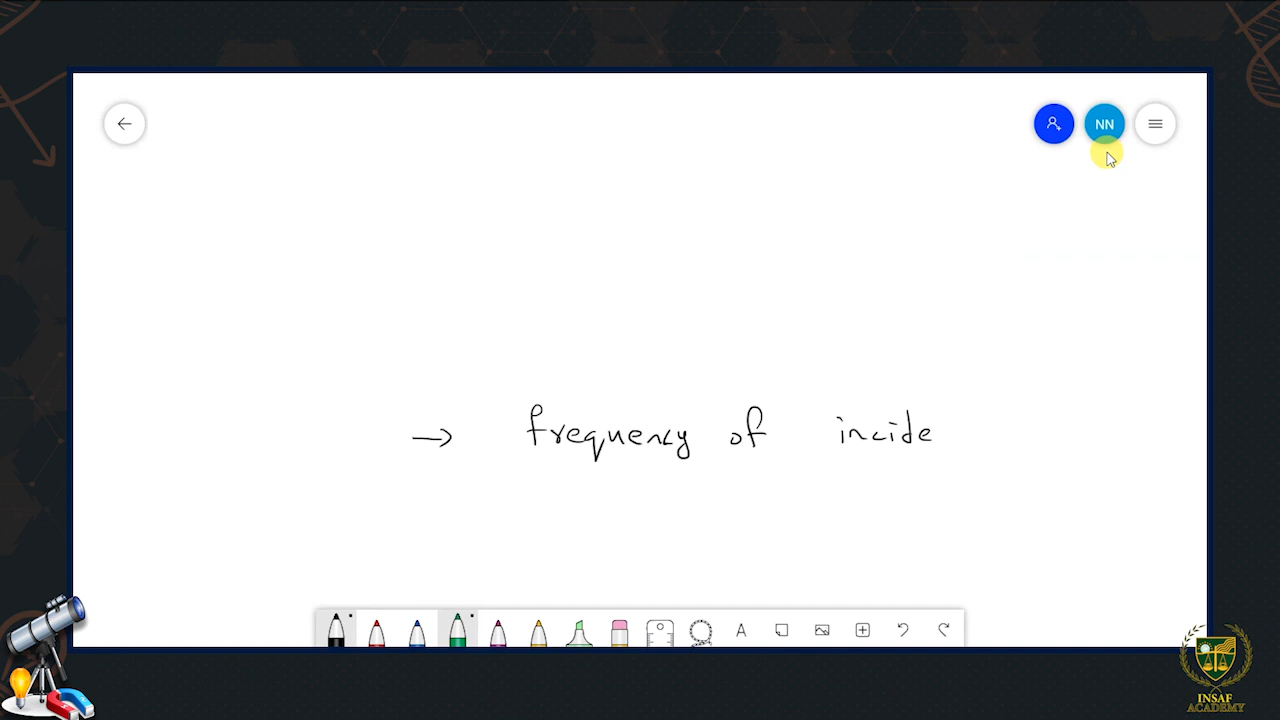 NN
→ frequency of incide
A
INSAF
ACADEMY